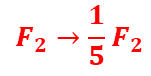 F₂ → 1/5 F₂